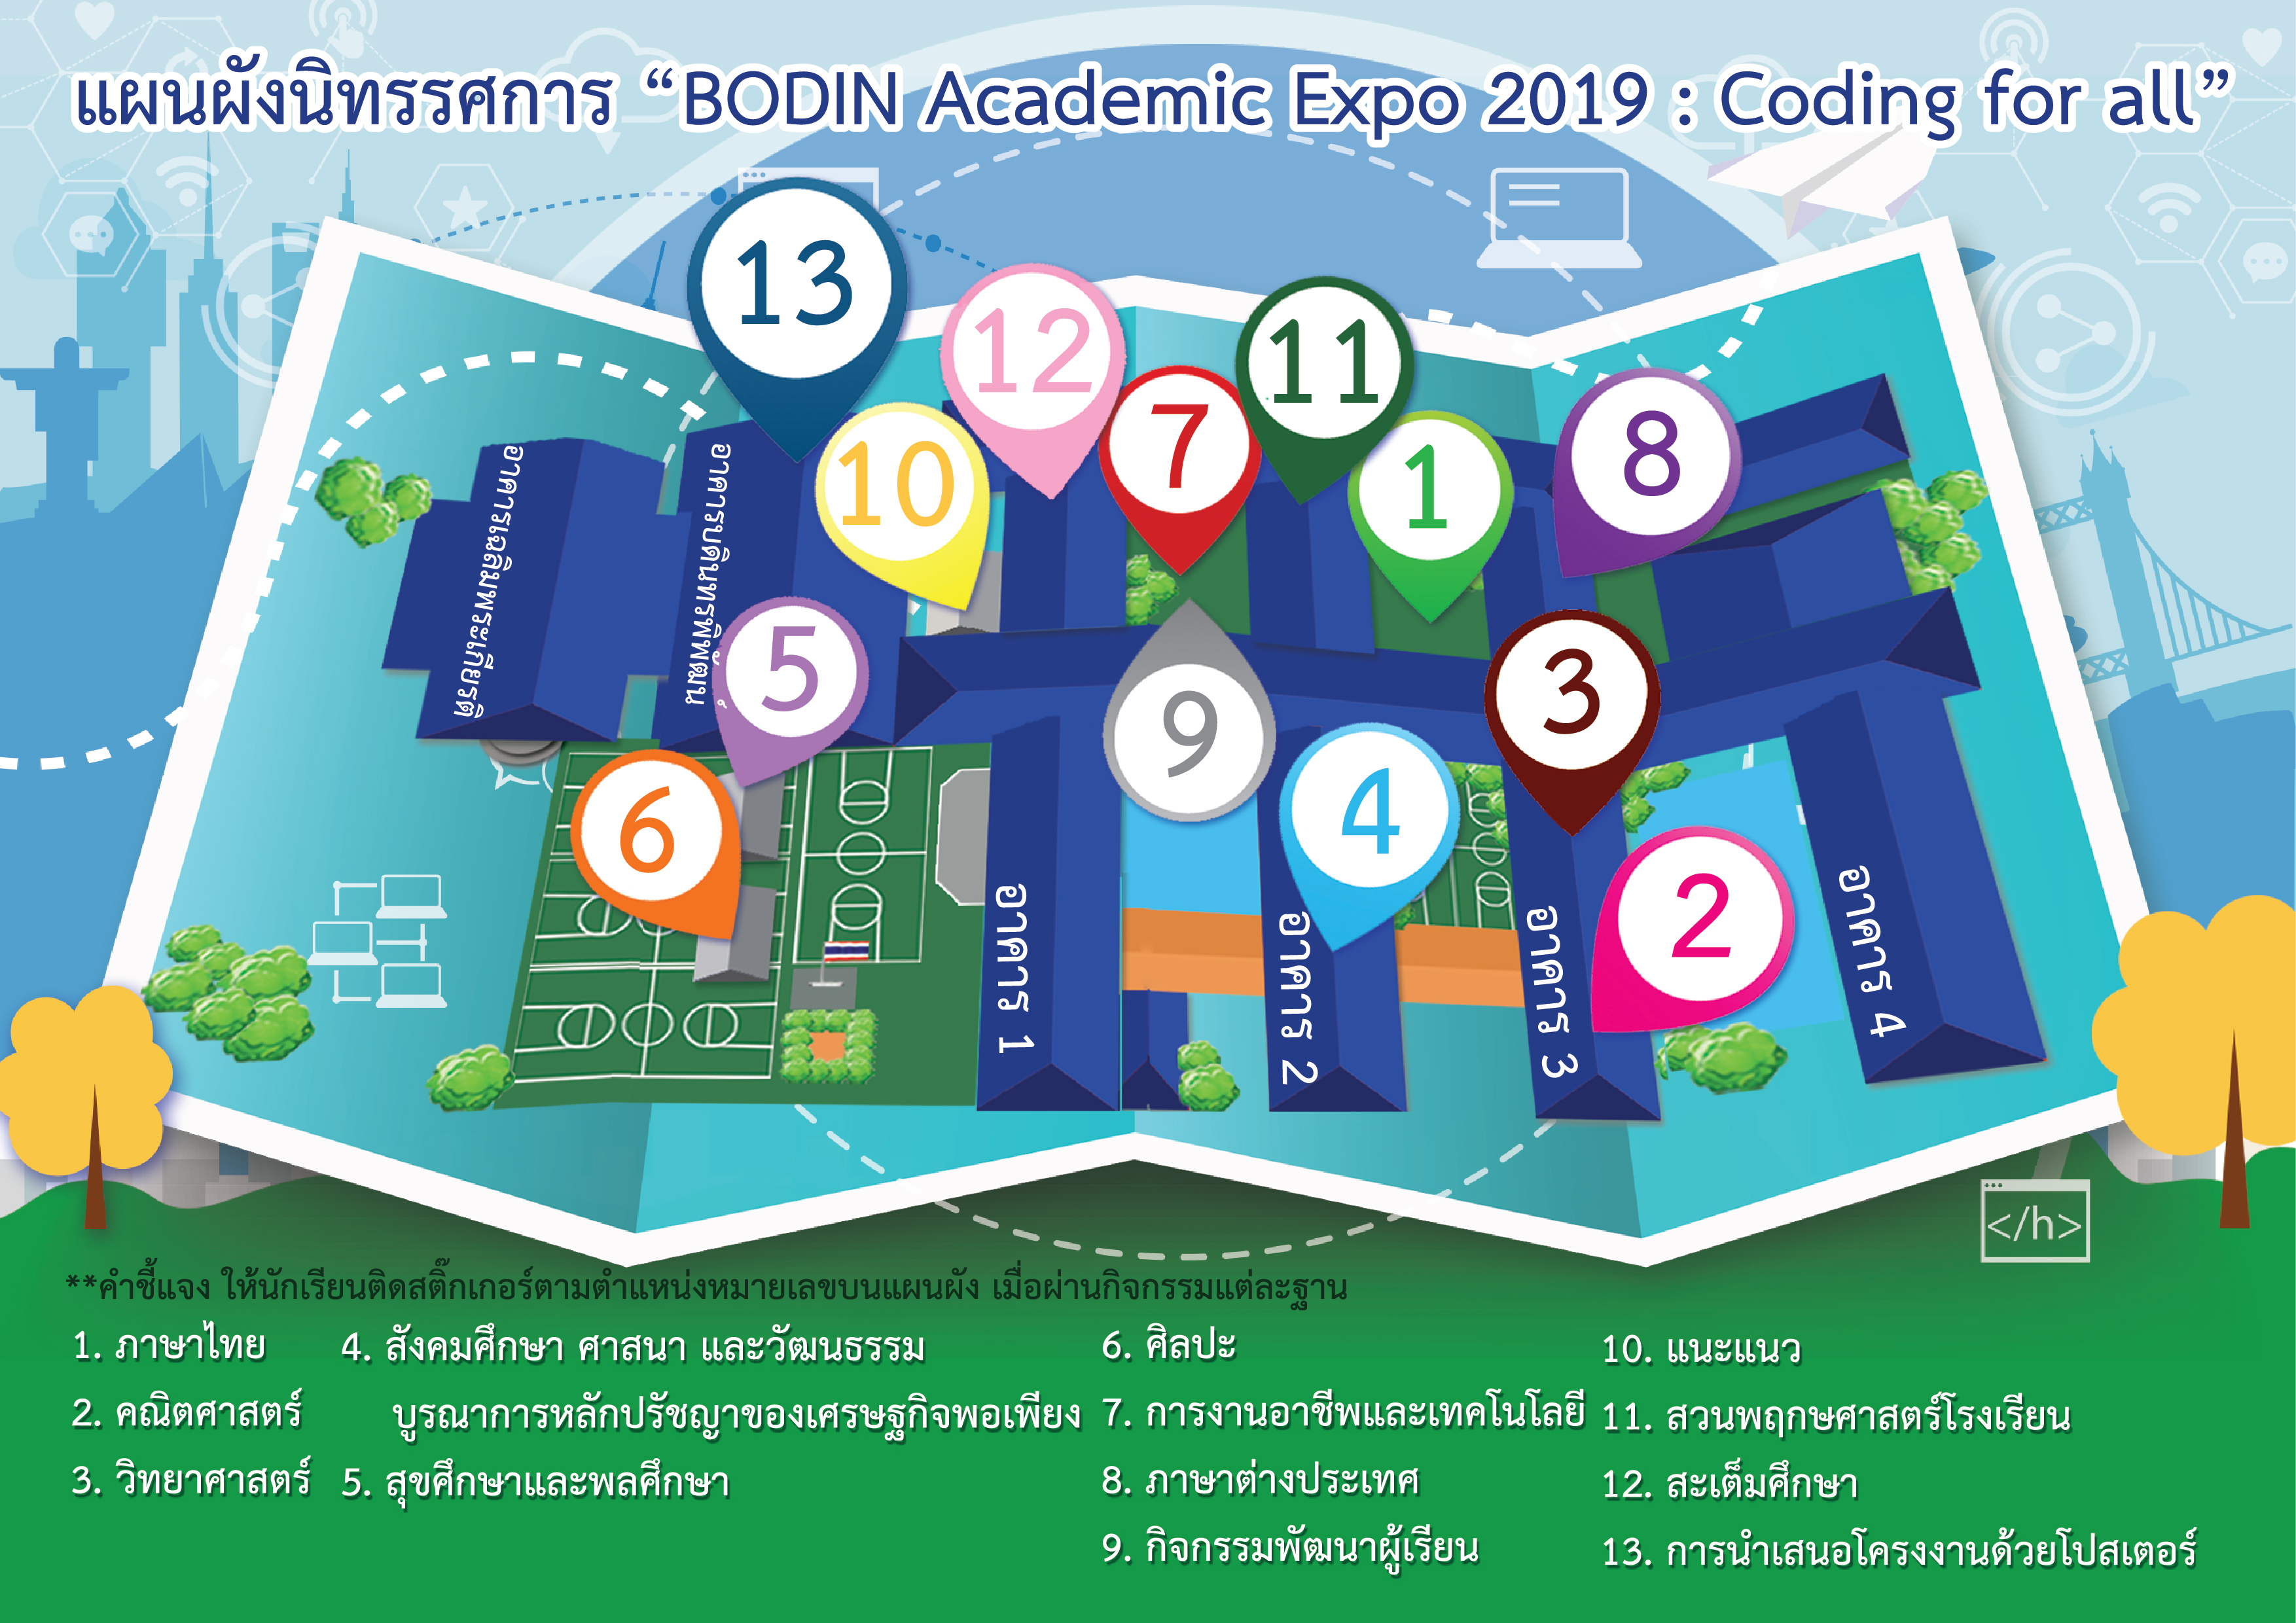 แผนผังนิทรรศการ “BODIN Academic Expo 2019 : Coding for all”
13
12
11
7
8
10
1
5
3
9
6
4
2
อาคารเฉลิมพระเกียรติ
อาคารบดินทรพิพัฒน์
อาคาร 1
อาคาร 2
อาคาร 3
อาคาร 4
</h>
**คำชี้แจง ให้นักเรียนติดสติ๊กเกอร์ตามตำแหน่งหมายเลขบนแผนผัง เมื่อผ่านกิจกรรมแต่ละฐาน
1. ภาษาไทย
2. คณิตศาสตร์
3. วิทยาศาสตร์
4. สังคมศึกษา ศาสนา และวัฒนธรรม
บูรณาการหลักปรัชญาของเศรษฐกิจพอเพียง
5. สุขศึกษาและพลศึกษา
6. ศิลปะ
7. การงานอาชีพและเทคโนโลยี
8. ภาษาต่างประเทศ
9. กิจกรรมพัฒนาผู้เรียน
10. แนะแนว
11. สวนพฤกษศาสตร์โรงเรียน
12. สะเต็มศึกษา
13. การนำเสนอโครงงานด้วยโปสเตอร์